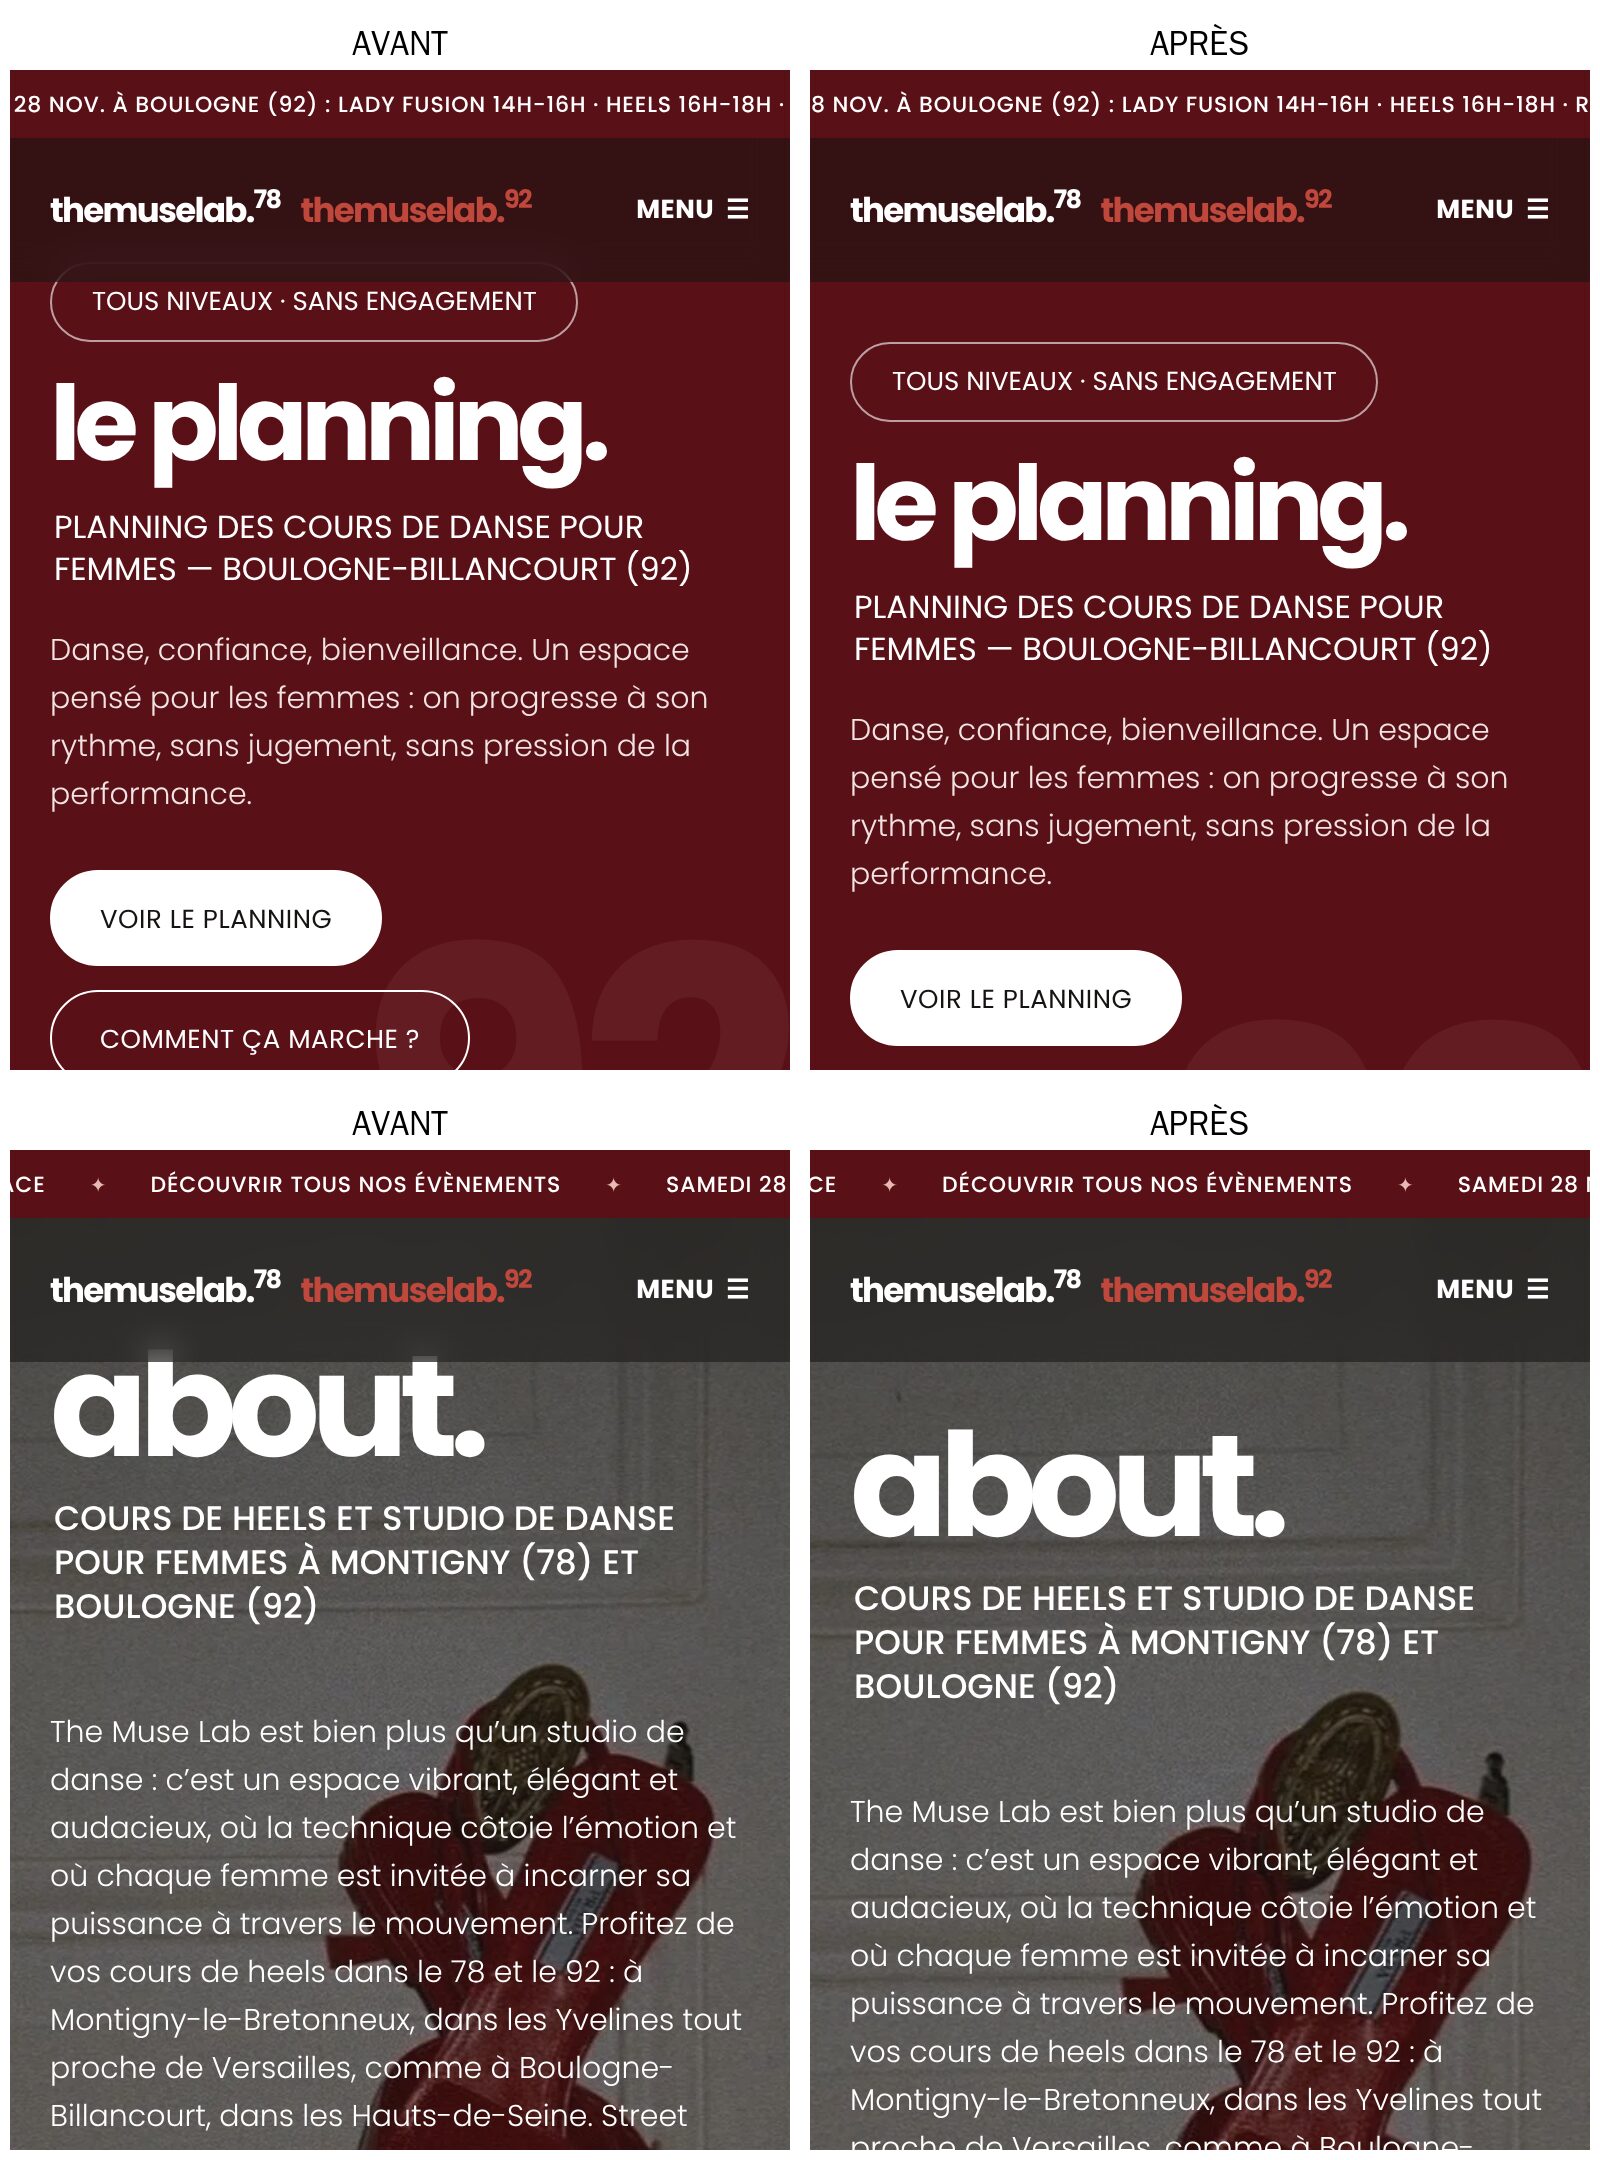 AVANT
28 NOV. À BOULOGNE (92) : LADY FUSION 14H-16H · HEELS 16H-18H ·
themuselab.78 themuselab.92 MENU ☰
TOUS NIVEAUX · SANS ENGAGEMENT
le planning.
PLANNING DES COURS DE DANSE POUR
FEMMES — BOULOGNE-BILLANCOURT (92)
Danse, confiance, bienveillance. Un espace
pensé pour les femmes : on progresse à son
rythme, sans jugement, sans pression de la
performance.
VOIR LE PLANNING
COMMENT ÇA MARCHE ?
92
APRÈS
8 NOV. À BOULOGNE (92) : LADY FUSION 14H-16H · HEELS 16H-18H · R
themuselab.78 themuselab.92 MENU ☰
TOUS NIVEAUX · SANS ENGAGEMENT
le planning.
PLANNING DES COURS DE DANSE POUR
FEMMES — BOULOGNE-BILLANCOURT (92)
Danse, confiance, bienveillance. Un espace
pensé pour les femmes : on progresse à son
rythme, sans jugement, sans pression de la
performance.
VOIR LE PLANNING
AVANT
ACE ✦ DÉCOUVRIR TOUS NOS ÉVÈNEMENTS ✦ SAMEDI 28
themuselab.78 themuselab.92 MENU ☰
about.
COURS DE HEELS ET STUDIO DE DANSE
POUR FEMMES À MONTIGNY (78) ET
BOULOGNE (92)
The Muse Lab est bien plus qu’un studio de
danse : c’est un espace vibrant, élégant et
audacieux, où la technique côtoie l’émotion et
où chaque femme est invitée à incarner sa
puissance à travers le mouvement. Profitez de
vos cours de heels dans le 78 et le 92 : à
Montigny-le-Bretonneux, dans les Yvelines tout
proche de Versailles, comme à Boulogne-
Billancourt, dans les Hauts-de-Seine. Street
APRÈS
CE ✦ DÉCOUVRIR TOUS NOS ÉVÈNEMENTS ✦ SAMEDI 28
themuselab.78 themuselab.92 MENU ☰
about.
COURS DE HEELS ET STUDIO DE DANSE
POUR FEMMES À MONTIGNY (78) ET
BOULOGNE (92)
The Muse Lab est bien plus qu’un studio de
danse : c’est un espace vibrant, élégant et
audacieux, où la technique côtoie l’émotion et
où chaque femme est invitée à incarner sa
puissance à travers le mouvement. Profitez de
vos cours de heels dans le 78 et le 92 : à
Montigny-le-Bretonneux, dans les Yvelines tout
proche de Versailles, comme à Boulogne-